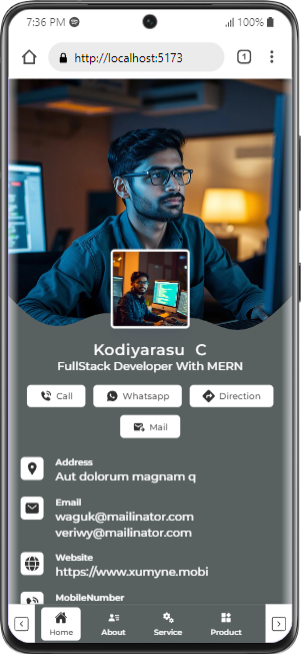 7:36 PM 100%
http://localhost:5173
1
Kodiyarasu C
FullStack Developer With MERN
Call Whatsapp Direction
Mail
Address
Aut dolorum magnam q
Email
waguk@mailinator.com
veriwy@mailinator.com
Website
https://www.xumyne.mobi
MobileNumber
Home About Service Product